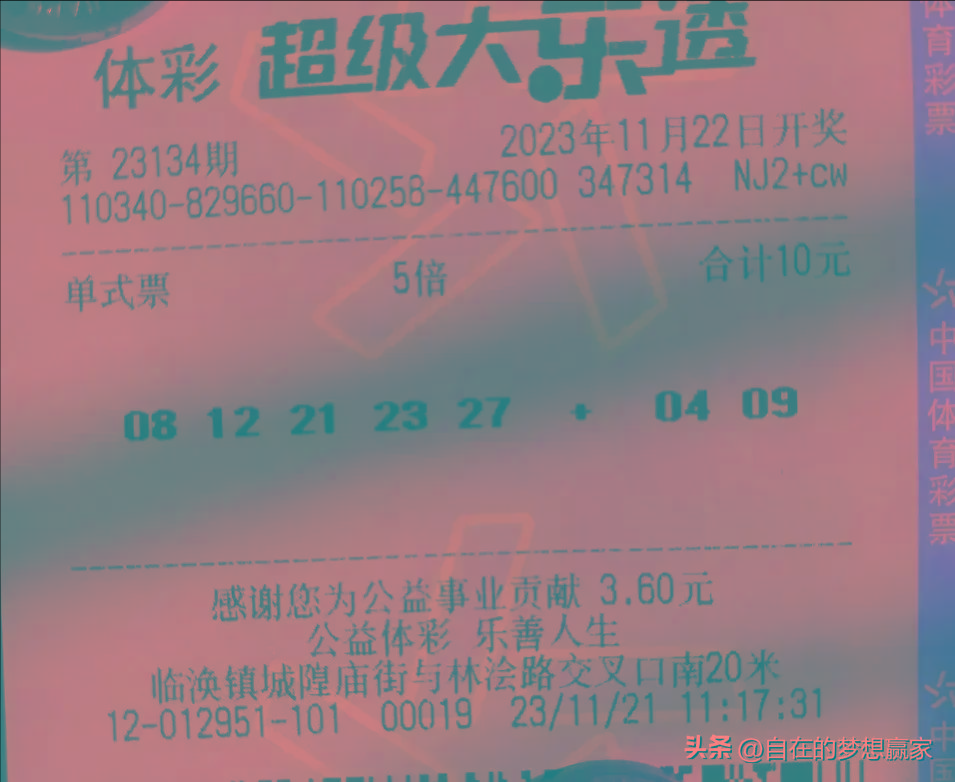 体彩 超级大乐透
第 23134期 2023年11月22日开奖
110340-829660-110258-447600 347314 NJ2+cw
单式票 5倍 合计10元
08 12 21 23 27 + 04 09
感谢您为公益事业贡献 3.60元
公益体彩 乐善人生
临涣镇城隍庙街与林浍路交叉口南20米
12-012951-101 00019 23/11/21 11:17:31
体育彩票
中国体育彩票
中国
头条 @自在的梦想赢家